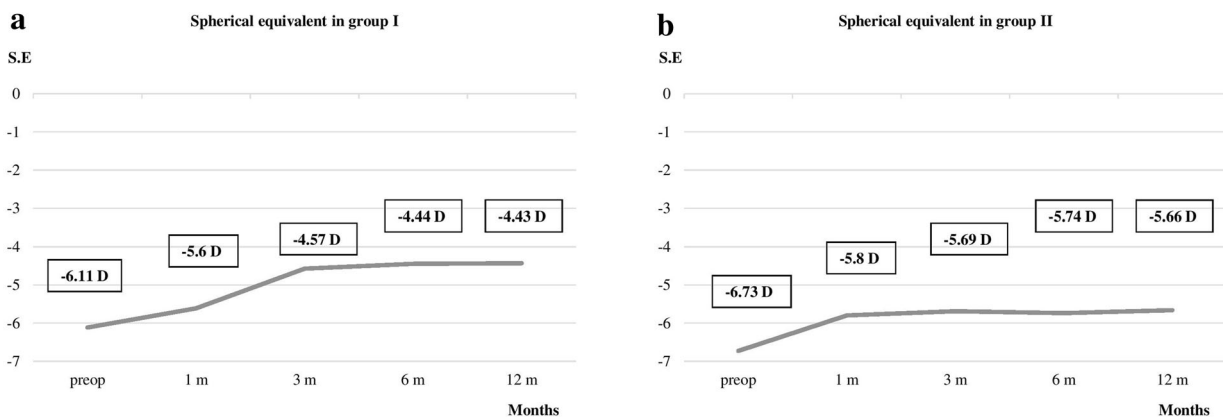 a
Spherical equivalent in group I
S.E
0
-1
-2
-3
-4
-5
-6
-7
-6.11 D
-5.6 D
-4.57 D
-4.44 D
-4.43 D
preop 1 m 3 m 6 m 12 m
Months
b
Spherical equivalent in group II
S.E
0
-1
-2
-3
-4
-5
-6
-7
-6.73 D
-5.8 D
-5.69 D
-5.74 D
-5.66 D
preop 1 m 3 m 6 m 12 m
Months